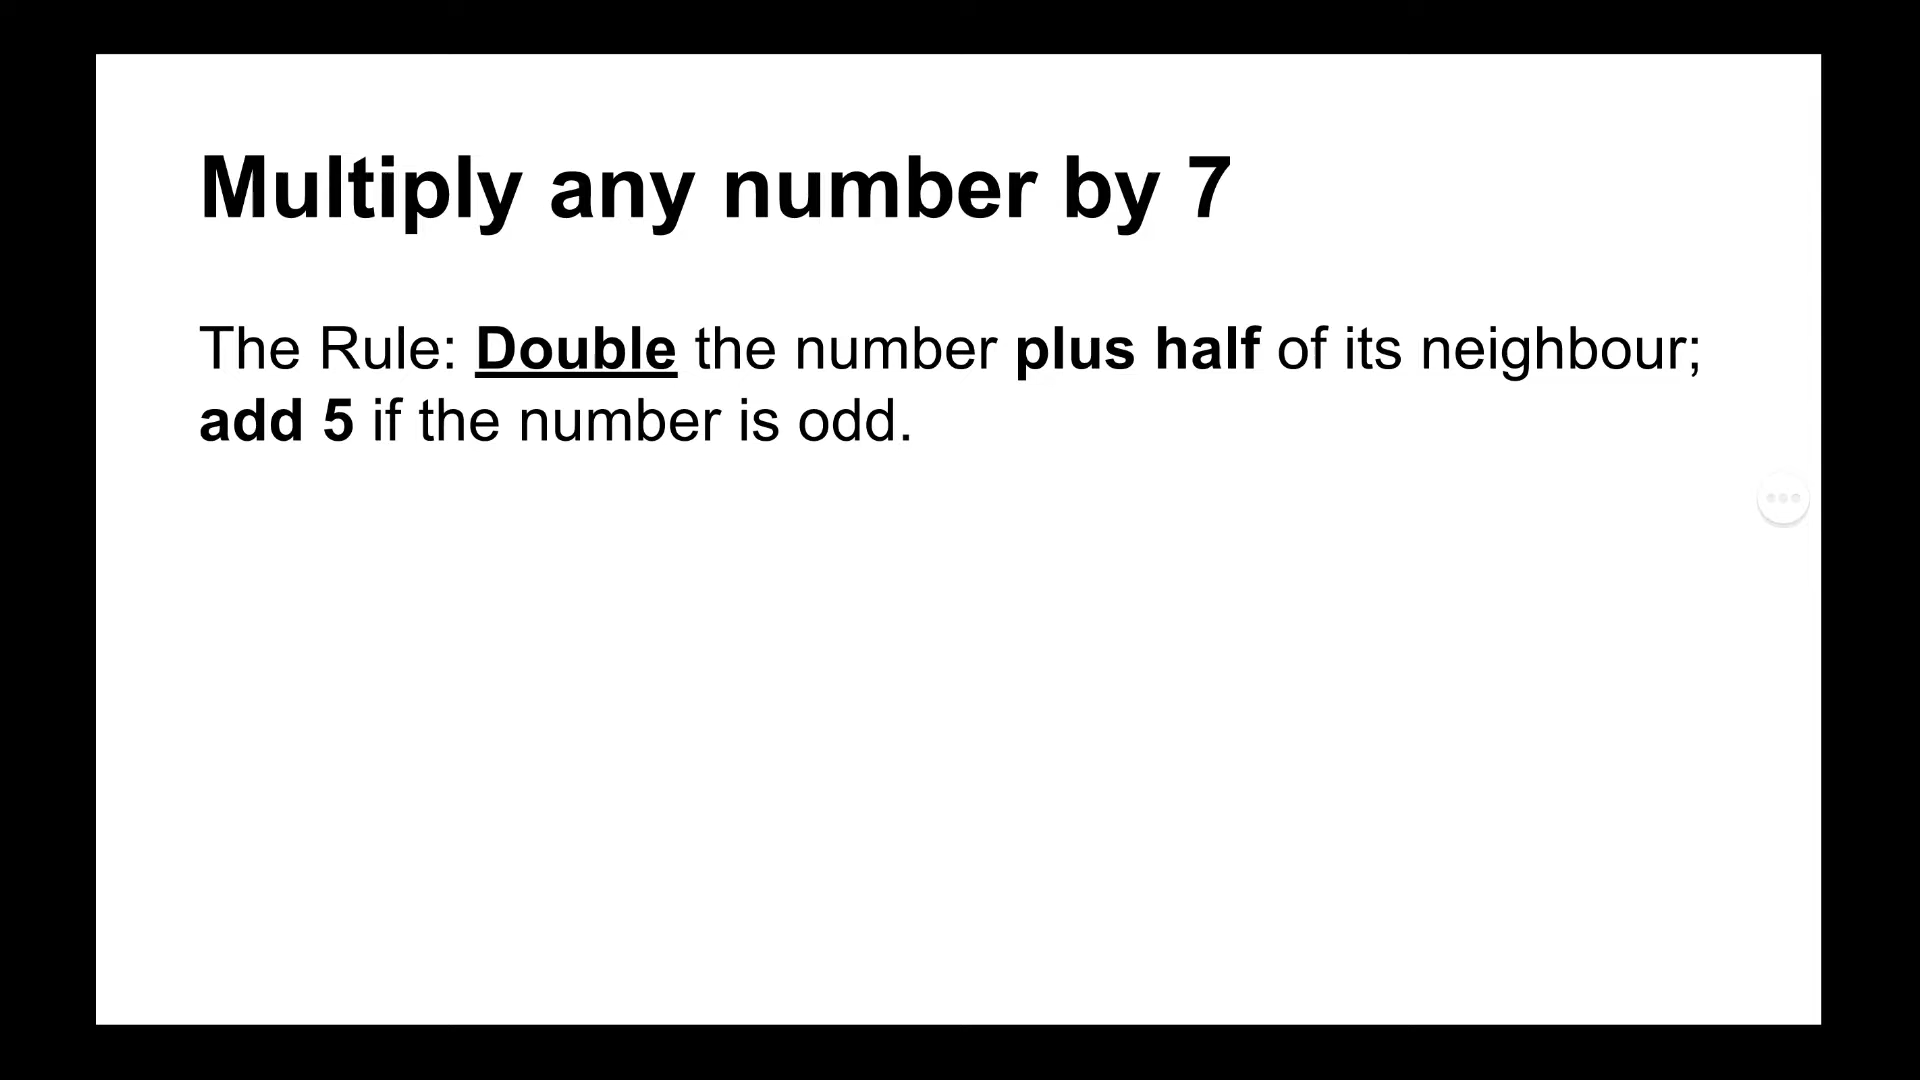 Multiply any number by 7
The Rule: Double the number plus half of its neighbour;
add 5 if the number is odd.